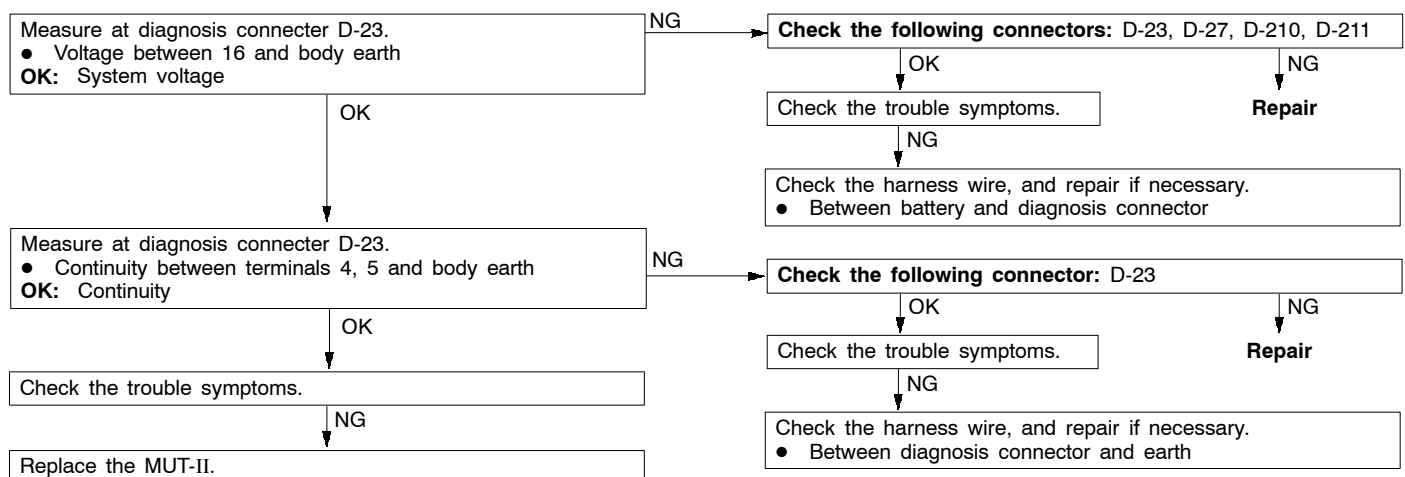 Measure at diagnosis connecter D-23.
● Voltage between 16 and body earth
OK: System voltage
NG
Check the following connectors: D-23, D-27, D-210, D-211
OK
NG
Check the trouble symptoms.
Repair
NG
Check the harness wire, and repair if necessary.
● Between battery and diagnosis connector
OK
Measure at diagnosis connecter D-23.
● Continuity between terminals 4, 5 and body earth
OK: Continuity
NG
Check the following connector: D-23
OK
NG
Check the trouble symptoms.
Repair
NG
Check the harness wire, and repair if necessary.
● Between diagnosis connector and earth
OK
Check the trouble symptoms.
NG
Replace the MUT-II.